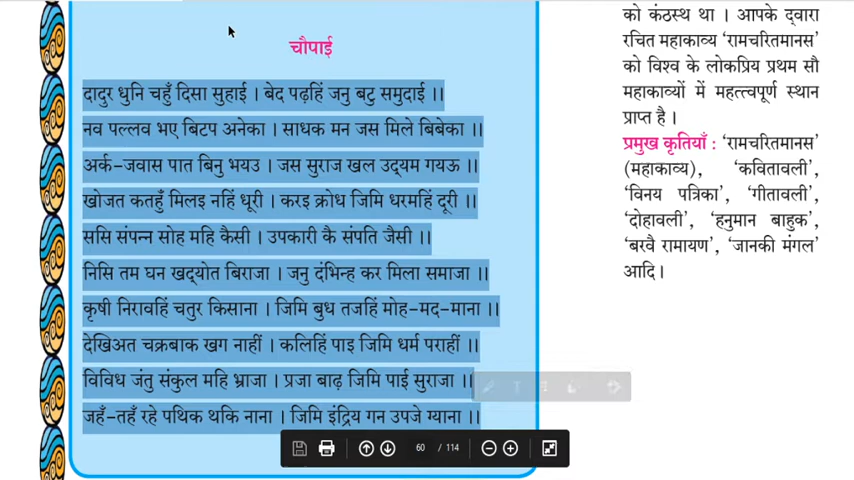 चौपाई
दादुर धुनि चहुँ दिसा सुहाई । बेद पढ़हिं जनु बटु समुदाई ।।
नव पल्लव भए बिटप अनेका । साधक मन जस मिले बिबेका ।।
अर्क-जवास पात बिनु भयउ । जस सुराज खल उद्यम गयऊ ।।
खोजत कतहुँ मिलइ नहिं धूरी । करइ क्रोध जिमि धरमहिं दूरी ।।
ससि संपन्न सोह महि कैसी । उपकारी कै संपति जैसी ।।
निसि तम घन खद्योत बिराजा । जनु दंभिन्ह कर मिला समाजा ।।
कृषी निरावहिं चतुर किसाना । जिमि बुध तजहिं मोह-मद-माना ।।
देखिअत चक्रबाक खग नाहीं । कलिहिं पाइ जिमि धर्म पराहीं ।।
विविध जंतु संकुल महि भ्राजा । प्रजा बाढ़ जिमि पाई सुराजा ।।
जहँ-तहँ रहे पथिक थकि नाना । जिमि इंद्रिय गन उपजे ग्याना ।।
को कंठस्थ था । आपके द्वारा
रचित महाकाव्य ‘रामचरितमानस’
को विश्व के लोकप्रिय प्रथम सौ
महाकाव्यों में महत्त्वपूर्ण स्थान
प्राप्त है ।
प्रमुख कृतियाँ : ‘रामचरितमानस’
(महाकाव्य), ‘कवितावली’,
‘विनय पत्रिका’, ‘गीतावली’,
‘दोहावली’, ‘हनुमान बाहुक’,
‘बरवै रामायण’, ‘जानकी मंगल’
आदि।
60 / 114